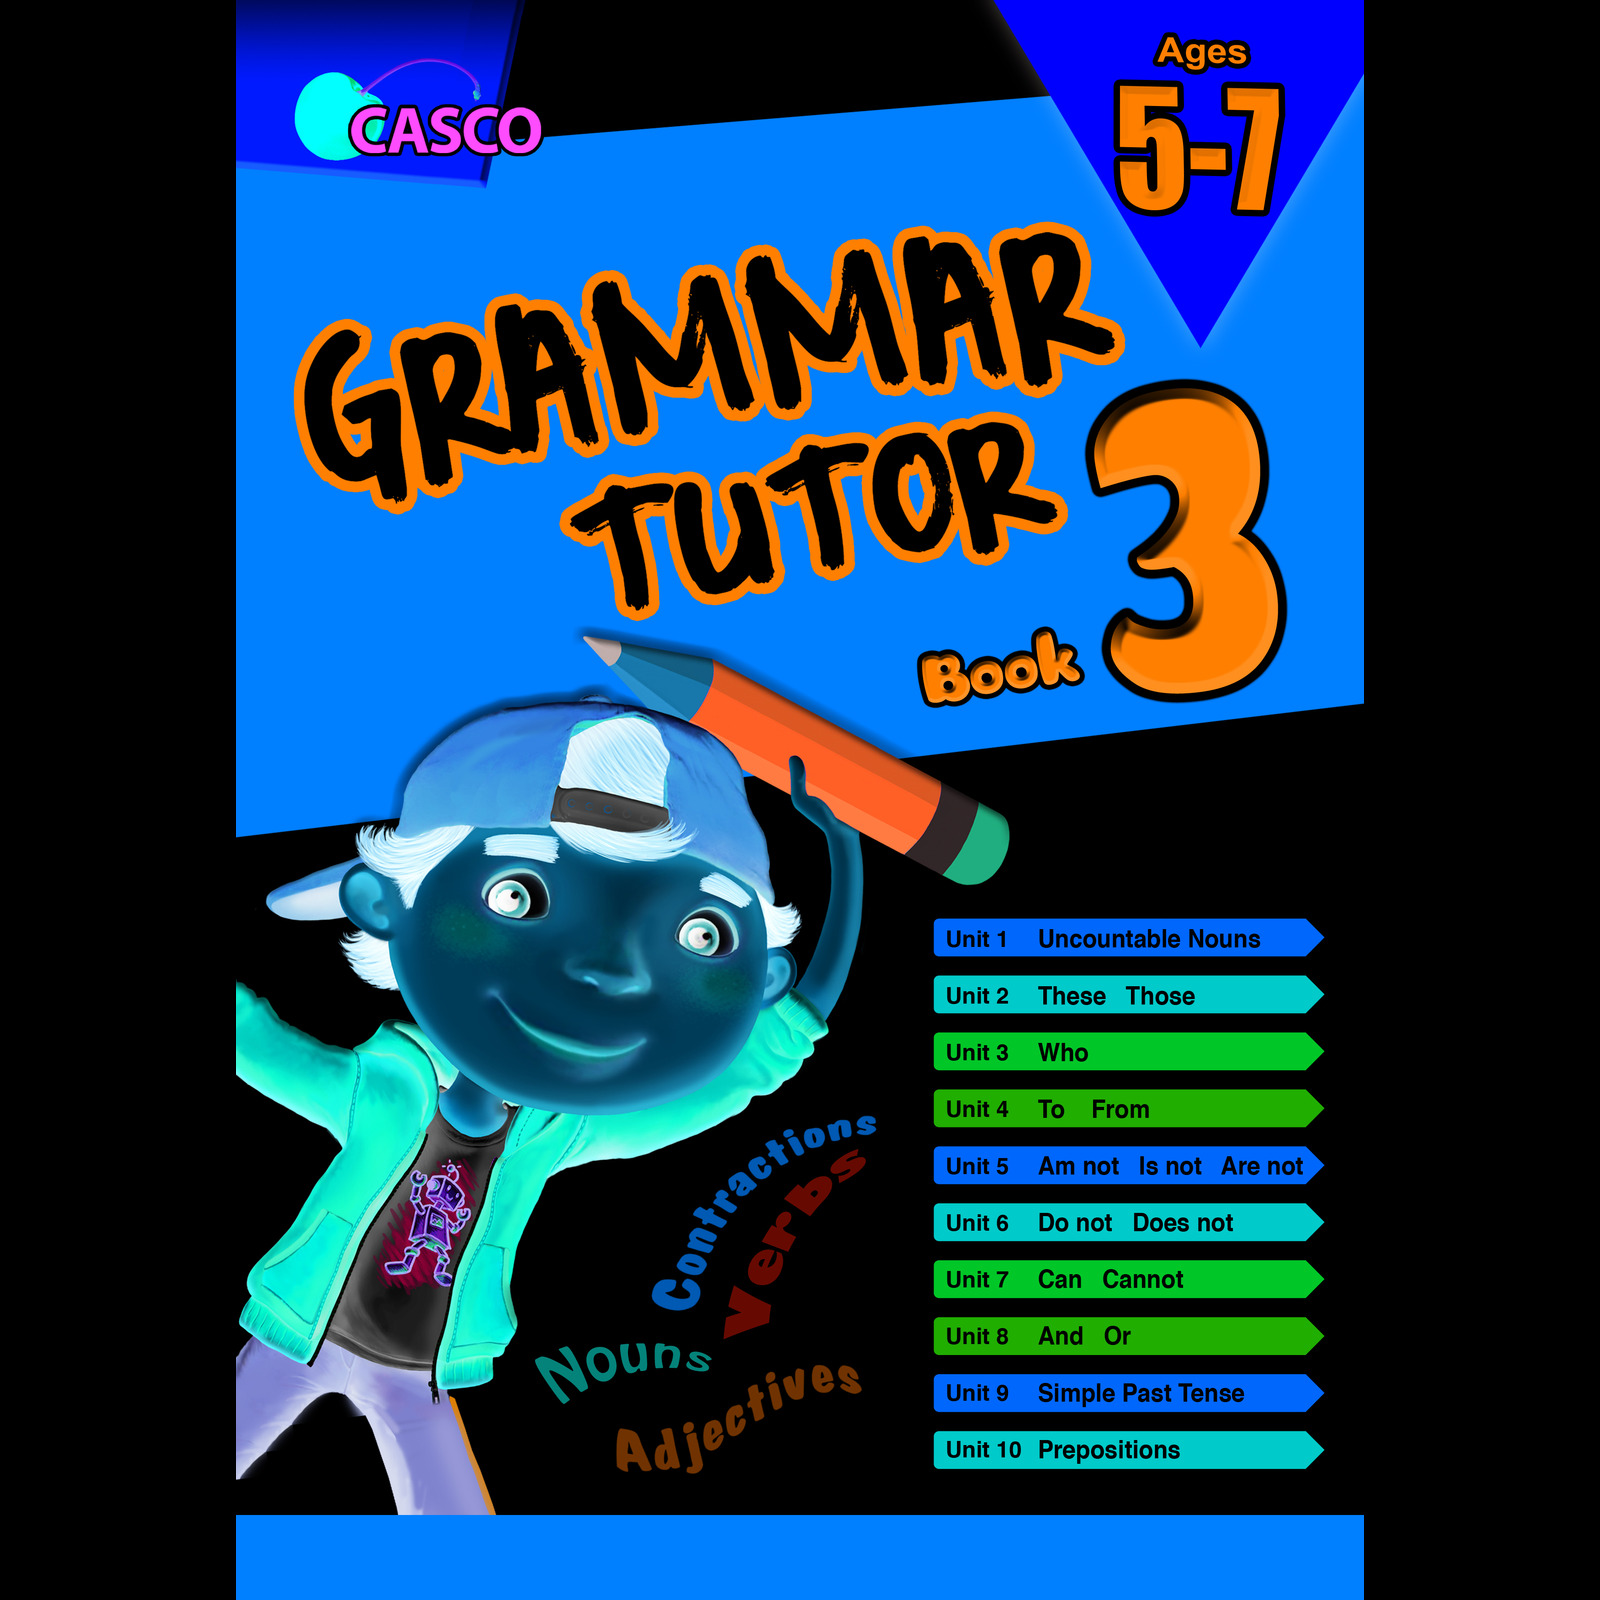 CASCO
Ages
5-7
GRAMMAR
TUTOR
Book 3
Unit 1 Uncountable Nouns
Unit 2 These Those
Unit 3 Who
Unit 4 To From
Unit 5 Am not Is not Are not
Unit 6 Do not Does not
Unit 7 Can Cannot
Unit 8 And Or
Unit 9 Simple Past Tense
Unit 10 Prepositions
Contractions
Verbs
Nouns
Adjectives